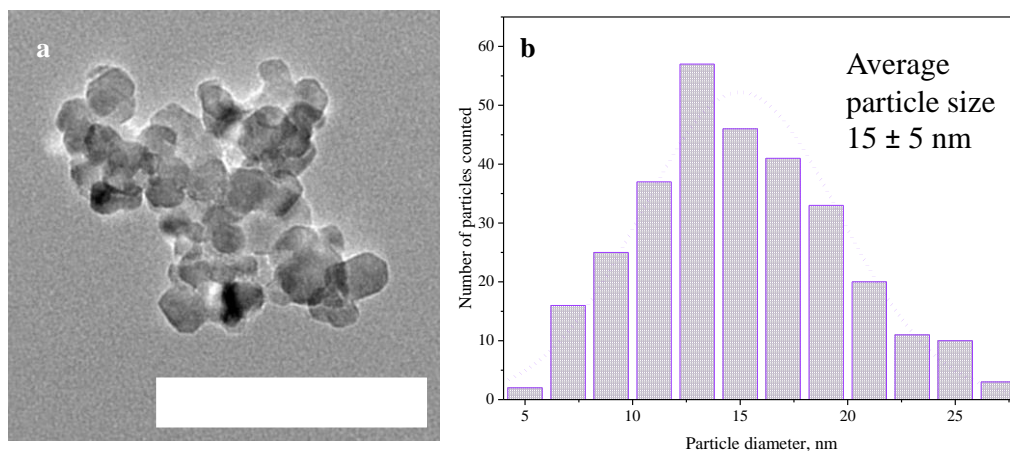 a
b
Average
particle size
15 ± 5 nm
Number of particles counted
60
50
40
30
20
10
0
5
10
15
20
25
Particle diameter, nm